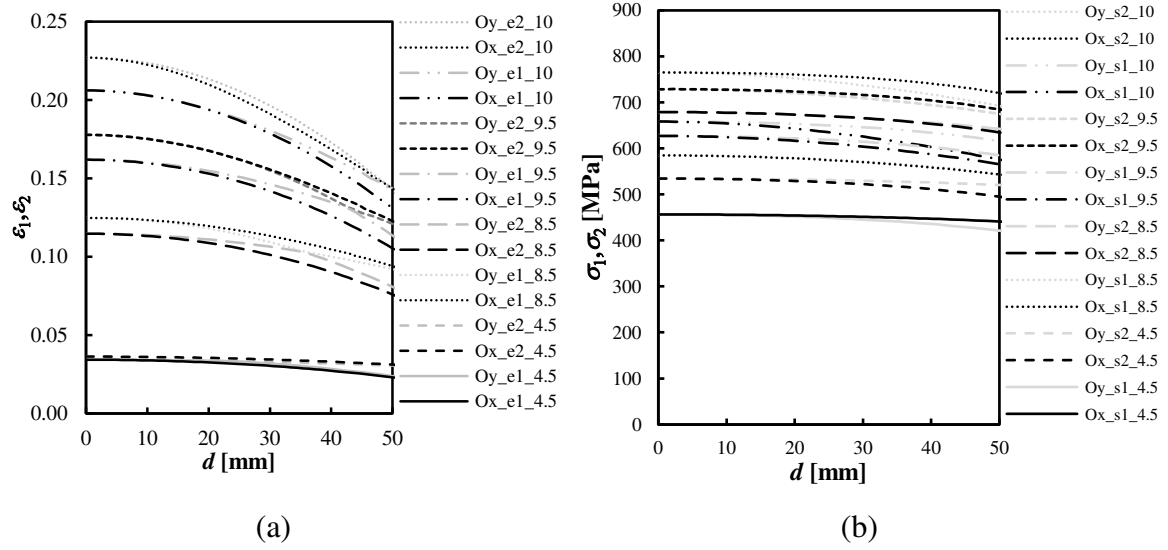 0.25
0.20
0.15
0.10
0.05
0.00
ε1,ε2
0 10 20 30 40 50
d [mm]
Oy_e2_10
Ox_e2_10
Oy_e1_10
Ox_e1_10
Oy_e2_9.5
Ox_e2_9.5
Oy_e1_9.5
Ox_e1_9.5
Oy_e2_8.5
Ox_e2_8.5
Oy_e1_8.5
Ox_e1_8.5
Oy_e2_4.5
Ox_e2_4.5
Oy_e1_4.5
Ox_e1_4.5
(a)
900
800
700
600
500
400
300
200
100
0
σ1,σ2 [MPa]
0 10 20 30 40 50
d [mm]
Oy_s2_10
Ox_s2_10
Oy_s1_10
Ox_s1_10
Oy_s2_9.5
Ox_s2_9.5
Oy_s1_9.5
Ox_s1_9.5
Oy_s2_8.5
Ox_s2_8.5
Oy_s1_8.5
Ox_s1_8.5
Oy_s2_4.5
Ox_s2_4.5
Oy_s1_4.5
Ox_s1_4.5
(b)